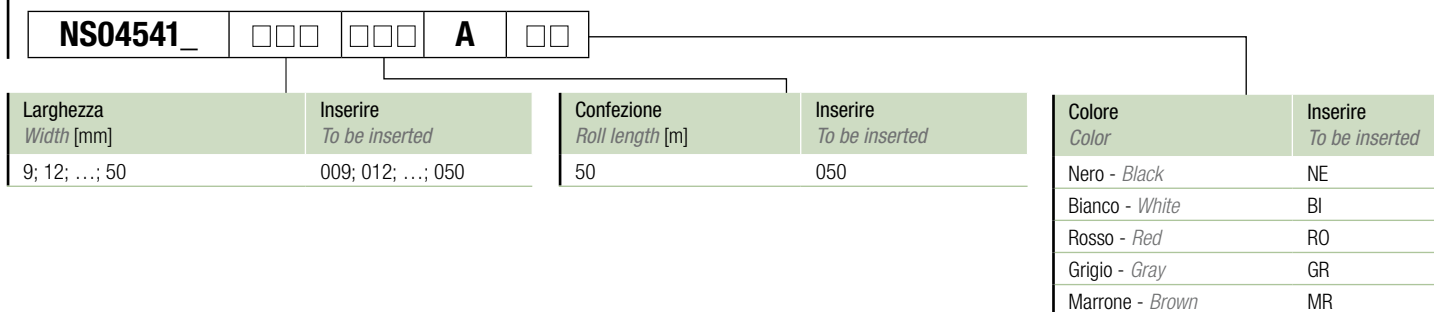 NS04541_ □□□ □□□ A □□
Larghezza Inserire
Width [mm] To be inserted
9; 12; …; 50 009; 012; …; 050
Confezione Inserire
Roll length [m] To be inserted
50 050
Colore Inserire
Color To be inserted
Nero - Black NE
Bianco - White BI
Rosso - Red RO
Grigio - Gray GR
Marrone - Brown MR